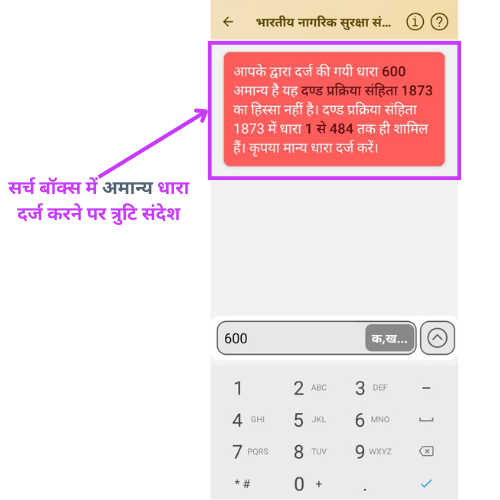 भारतीय नागरिक सुरक्षा सं...
आपके द्वारा दर्ज की गयी धारा 600
अमान्य है यह दण्ड प्रक्रिया संहिता 1873
का हिस्सा नहीं है। दण्ड प्रक्रिया संहिता
1873 में धारा 1 से 484 तक ही शामिल
हैं। कृपया मान्य धारा दर्ज करें।
सर्च बॉक्स में अमान्य धारा
दर्ज करने पर त्रुटि संदेश
600 क,ख...
1 2 ABC 3 DEF -
4 GHI 5 JKL 6 MNO
7 PQRS 8 TUV 9 WXYZ
* # 0 + .